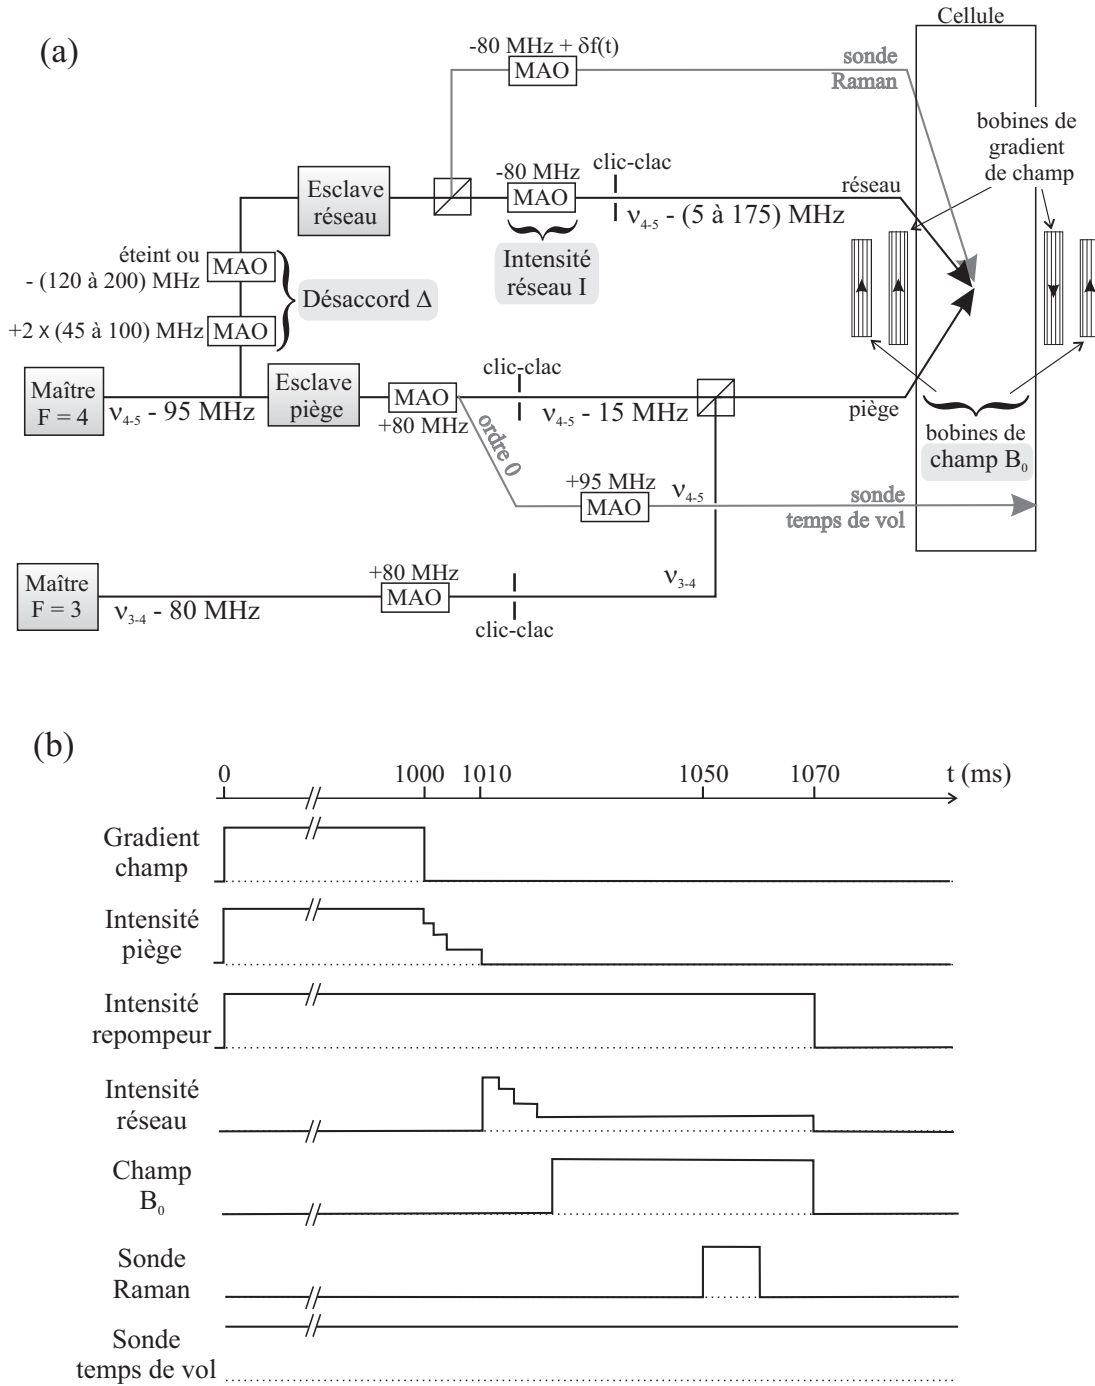 (a)
Cellule
-80 MHz + δf(t)
MAO
sonde
Raman
bobines de
gradient
de champ
Esclave
réseau
-80 MHz
MAO
clic-clac
réseau
ν4-5 - (5 à 175) MHz
Intensité
réseau I
éteint ou
- (120 à 200) MHz
MAO
Désaccord Δ
+2 x (45 à 100) MHz
MAO
Maître
F = 4
ν4-5 - 95 MHz
Esclave
piège
MAO
+80 MHz
clic-clac
ν4-5 - 15 MHz
piège
bobines de
champ B0
ordre 0
+95 MHz
MAO
ν4-5
sonde
temps de vol
Maître
F = 3
ν3-4 - 80 MHz
+80 MHz
MAO
clic-clac
ν3-4
(b)
0 1000 1010 1050 1070 t (ms)
Gradient
champ
Intensité
piège
Intensité
repompeur
Intensité
réseau
Champ
B0
Sonde
Raman
Sonde
temps de vol